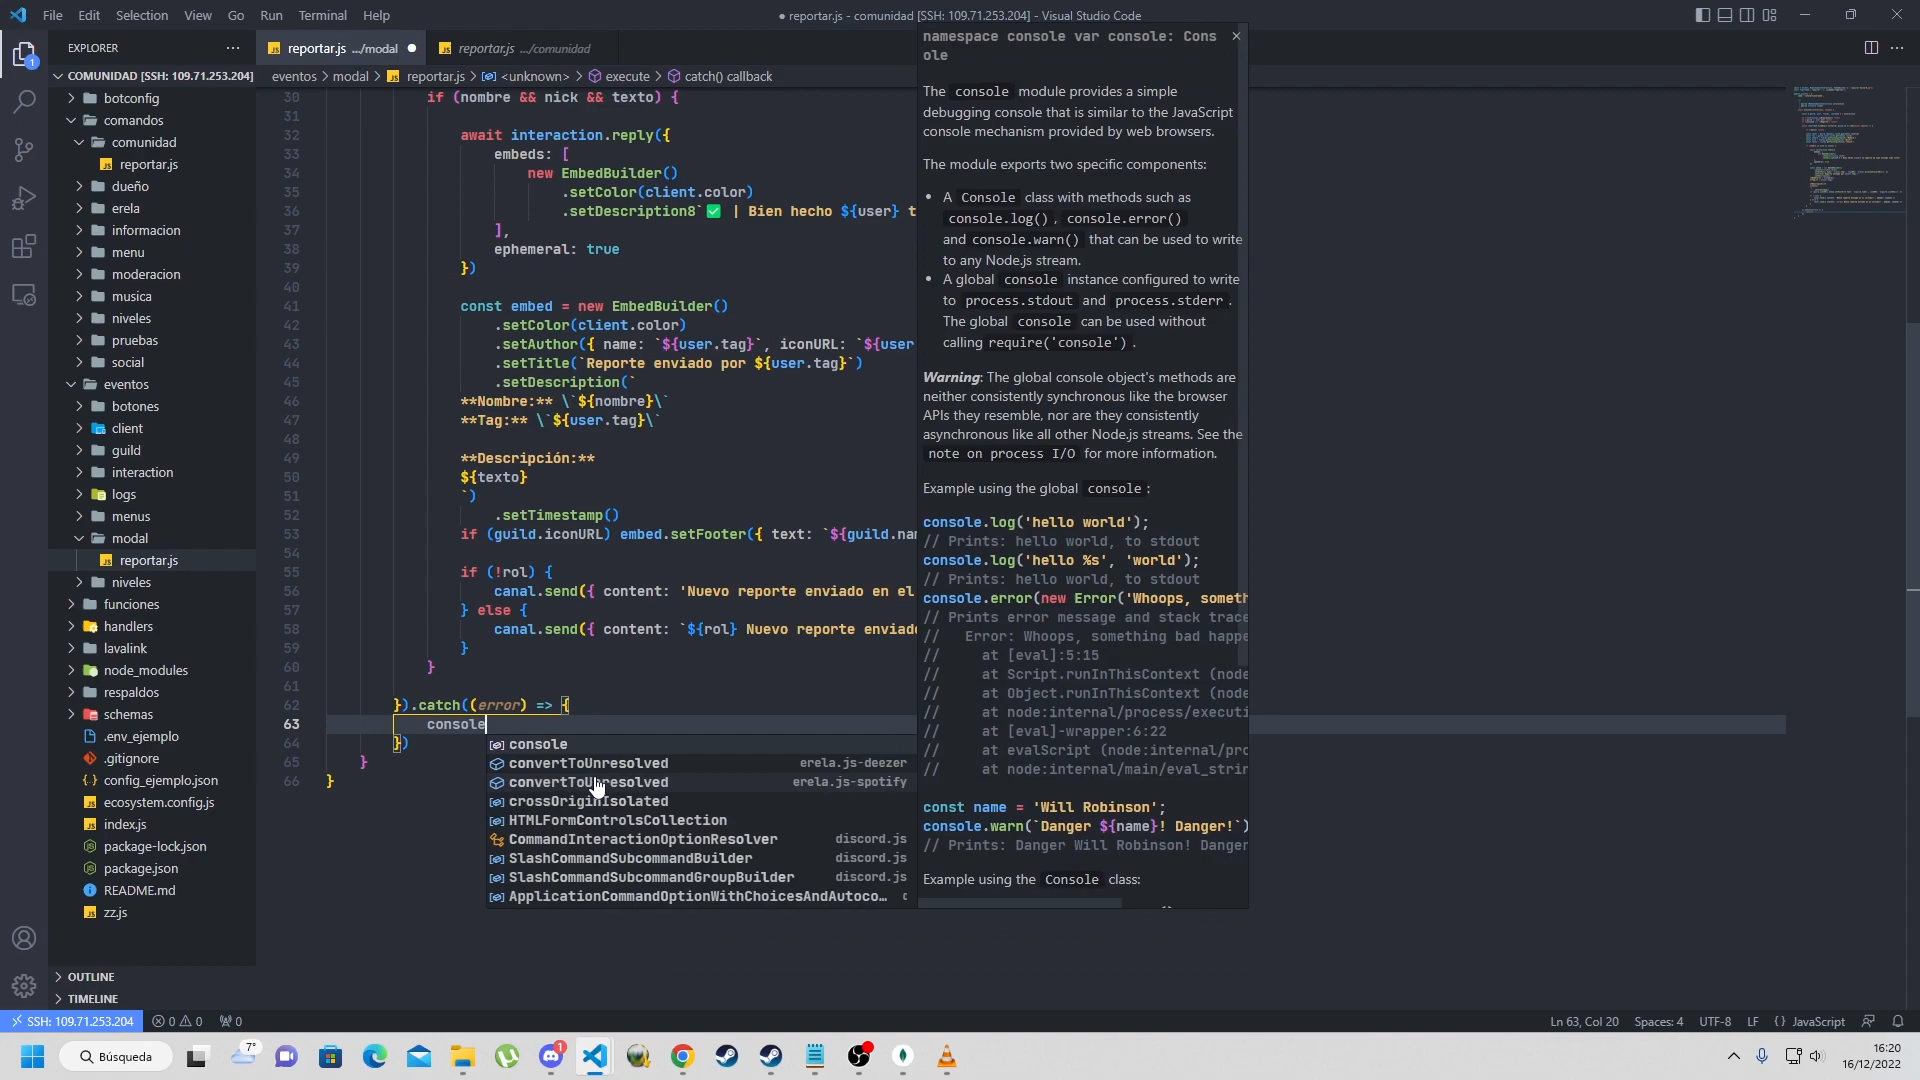 File Edit Selection View Go Run Terminal Help
● reportar.js - comunidad [SSH: 109.71.253.204] - Visual Studio Code
EXPLORER
reportar.js .../modal
reportar.js .../comunidad
COMUNIDAD [SSH: 109.71.253.204]
eventos > modal > reportar.js > <unknown> > execute > catch() callback
botconfig
comandos
comunidad
reportar.js
dueño
erela
informacion
menu
moderacion
musica
niveles
pruebas
social
eventos
botones
client
guild
interaction
logs
menus
modal
reportar.js
niveles
funciones
handlers
lavalink
node_modules
respaldos
schemas
.env_ejemplo
.gitignore
config_ejemplo.json
ecosystem.config.js
index.js
package-lock.json
package.json
README.md
zz.js
OUTLINE
TIMELINE
30 if (nombre && nick && texto) {
31
32 await interaction.reply({
33 embeds: [
34 new EmbedBuilder()
35 .setColor(client.color)
36 .setDescription8`✅ | Bien hecho ${user} t
37 ],
38 ephemeral: true
39 })
40
41 const embed = new EmbedBuilder()
42 .setColor(client.color)
43 .setAuthor({ name: `${user.tag}`, iconURL: `${user
44 .setTitle(`Reporte enviado por ${user.tag}`)
45 .setDescription(`
46 **Nombre:** \`${nombre}\`
47 **Tag:** \`${user.tag}\`
48
49 **Descripción:**
50 ${texto}
51 `)
52 .setTimestamp()
53 if (guild.iconURL) embed.setFooter({ text: `${guild.nam
54
55 if (!rol) {
56 canal.send({ content: 'Nuevo reporte enviado en el
57 } else {
58 canal.send({ content: `${rol} Nuevo reporte enviado
59 }
60 }
61
62 }).catch((error) => {
63 console
64 })
65 }
66 }
console
convertToUnresolved erela.js-deezer
convertToUnresolved erela.js-spotify
crossOriginIsolated
HTMLFormControlsCollection
CommandInteractionOptionResolver discord.js
SlashCommandSubcommandBuilder discord.js
SlashCommandSubcommandGroupBuilder discord.js
ApplicationCommandOptionWithChoicesAndAutoco…
namespace console var console: Cons
ole
The console module provides a simple
debugging console that is similar to the JavaScript
console mechanism provided by web browsers.
The module exports two specific components:
• A Console class with methods such as
console.log() , console.error()
and console.warn() that can be used to write
to any Node.js stream.
• A global console instance configured to write
to process.stdout and process.stderr .
The global console can be used without
calling require('console') .
Warning: The global console object's methods are
neither consistently synchronous like the browser
APIs they resemble, nor are they consistently
asynchronous like all other Node.js streams. See the
note on process I/O for more information.
Example using the global console :
console.log('hello world');
// Prints: hello world, to stdout
console.log('hello %s', 'world');
// Prints: hello world, to stdout
console.error(new Error('Whoops, someth
// Prints error message and stack trace
// Error: Whoops, something bad happe
// at [eval]:5:15
// at Script.runInThisContext (node
// at Object.runInThisContext (node
// at node:internal/process/executi
// at [eval]-wrapper:6:22
// at evalScript (node:internal/pro
// at node:internal/main/eval_strin
const name = 'Will Robinson';
console.warn(`Danger ${name}! Danger!`)
// Prints: Danger Will Robinson! Danger
Example using the Console class:
SSH: 109.71.253.204 0 0 0
Ln 63, Col 20 Spaces: 4 UTF-8 LF {} JavaScript
Búsqueda
7°
1
16:20
16/12/2022